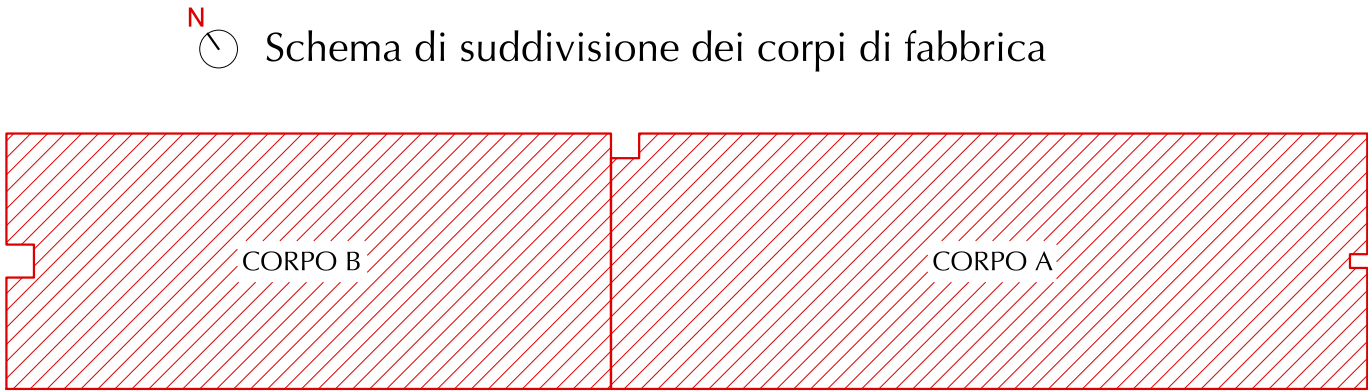 N
Schema di suddivisione dei corpi di fabbrica
CORPO B
CORPO A